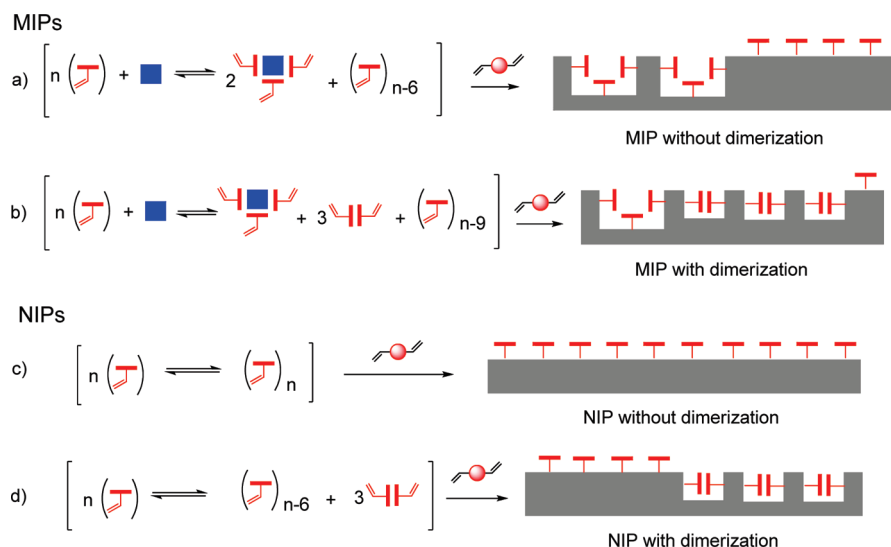 MIPs
a) n + 2 + n-6
MIP without dimerization
b) n + + 3 + n-9
MIP with dimerization
NIPs
c) n n
NIP without dimerization
d) n n-6 + 3
NIP with dimerization